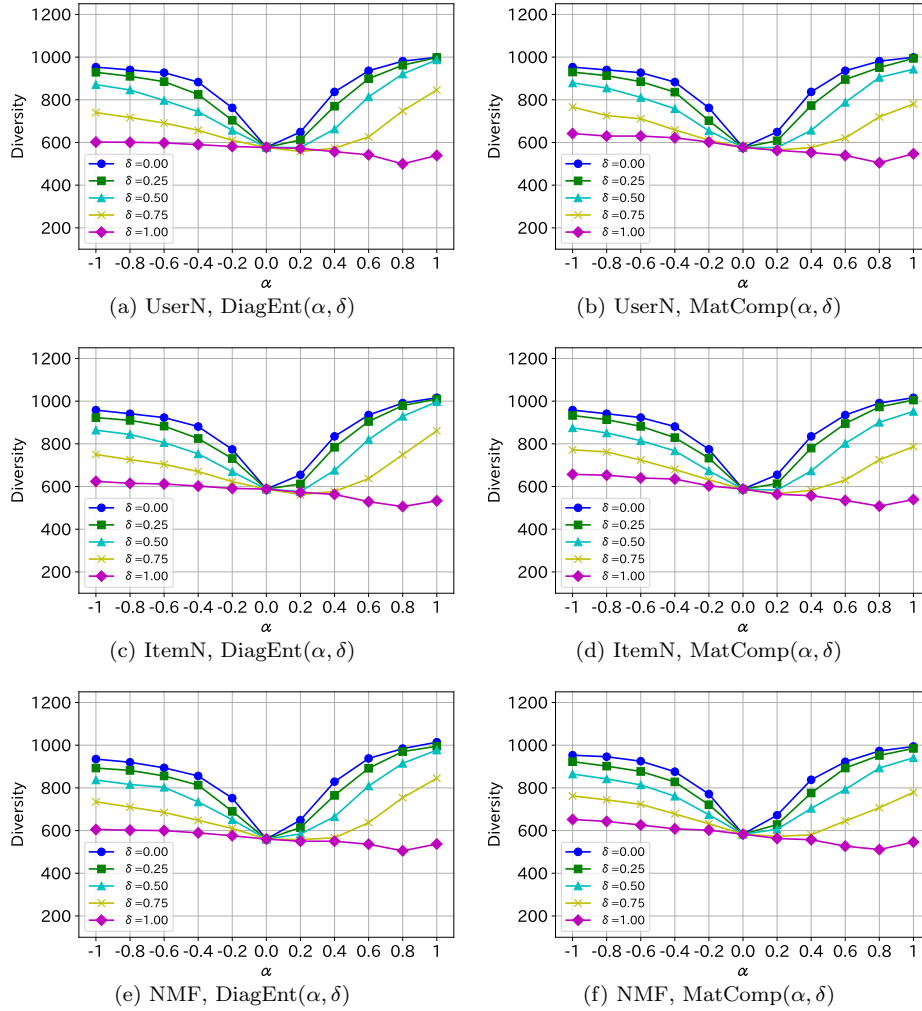 1200
1000
800
600
400
200
Diversity
δ =0.00
δ =0.25
δ =0.50
δ =0.75
δ =1.00
-1 -0.8 -0.6 -0.4 -0.2 0.0 0.2 0.4 0.6 0.8 1
α
(a) UserN, DiagEnt(α, δ)
1200
1000
800
600
400
200
Diversity
δ =0.00
δ =0.25
δ =0.50
δ =0.75
δ =1.00
-1 -0.8 -0.6 -0.4 -0.2 0.0 0.2 0.4 0.6 0.8 1
α
(b) UserN, MatComp(α, δ)
1200
1000
800
600
400
200
Diversity
δ =0.00
δ =0.25
δ =0.50
δ =0.75
δ =1.00
-1 -0.8 -0.6 -0.4 -0.2 0.0 0.2 0.4 0.6 0.8 1
α
(c) ItemN, DiagEnt(α, δ)
1200
1000
800
600
400
200
Diversity
δ =0.00
δ =0.25
δ =0.50
δ =0.75
δ =1.00
-1 -0.8 -0.6 -0.4 -0.2 0.0 0.2 0.4 0.6 0.8 1
α
(d) ItemN, MatComp(α, δ)
1200
1000
800
600
400
200
Diversity
δ =0.00
δ =0.25
δ =0.50
δ =0.75
δ =1.00
-1 -0.8 -0.6 -0.4 -0.2 0.0 0.2 0.4 0.6 0.8 1
α
(e) NMF, DiagEnt(α, δ)
1200
1000
800
600
400
200
Diversity
δ =0.00
δ =0.25
δ =0.50
δ =0.75
δ =1.00
-1 -0.8 -0.6 -0.4 -0.2 0.0 0.2 0.4 0.6 0.8 1
α
(f) NMF, MatComp(α, δ)